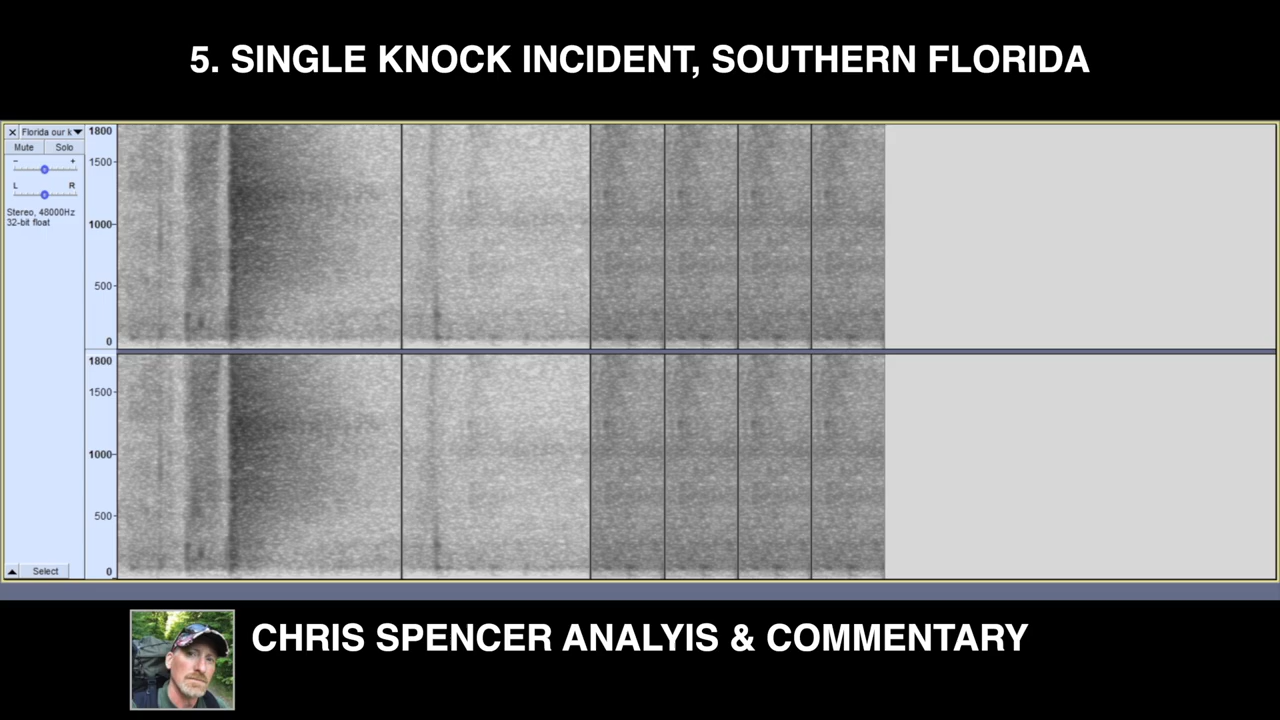 5. SINGLE KNOCK INCIDENT, SOUTHERN FLORIDA
Florida our k
1800
Mute Solo
1500
- +
L R
Stereo, 48000Hz
32-bit float
1000
500
0
1800
1500
1000
500
Select
0
CHRIS SPENCER ANALYIS & COMMENTARY